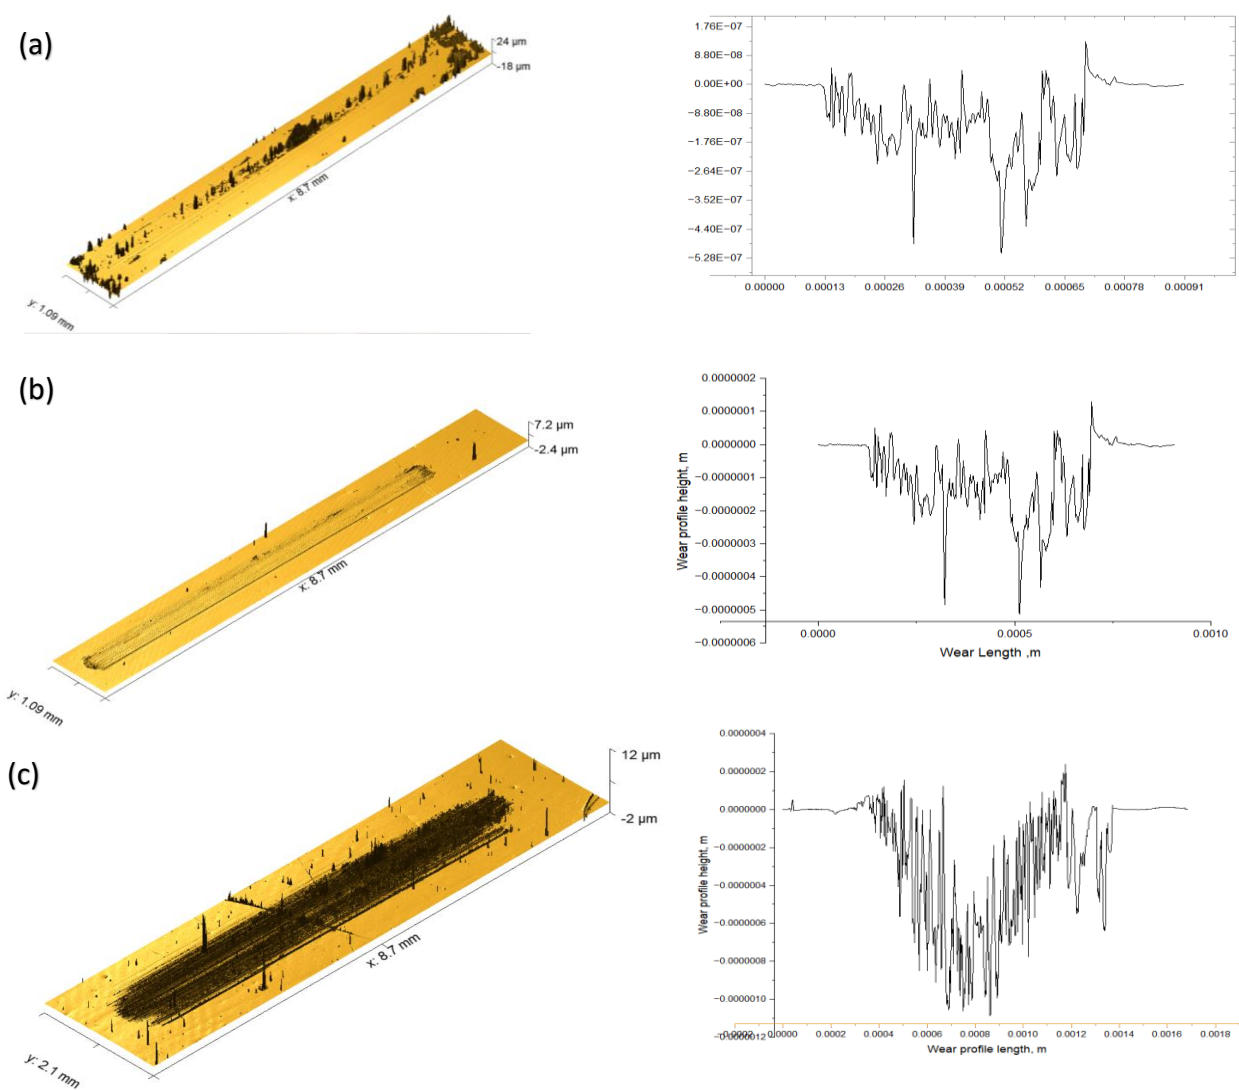 (a)
24 µm
-18 µm
x: 8.7 mm
y: 1.09 mm
1.76E−07
8.80E−08
0.00E+00
−8.80E−08
−1.76E−07
−2.64E−07
−3.52E−07
−4.40E−07
−5.28E−07
0.00000 0.00013 0.00026 0.00039 0.00052 0.00065 0.00078 0.00091
(b)
7.2 µm
-2.4 µm
x: 8.7 mm
y: 1.09 mm
Wear profile height, m
0.0000002
0.0000001
0.0000000
−0.0000001
−0.0000002
−0.0000003
−0.0000004
−0.0000005
−0.0000006
0.0000 0.0005 0.0010
Wear Length ,m
(c)
12 µm
-2 µm
x: 8.7 mm
y: 2.1 mm
Wear profile height, m
0.0000004
0.0000002
0.0000000
−0.0000002
−0.0000004
−0.0000006
−0.0000008
−0.0000010
−0.0000012
−0.0002 0.0000 0.0002 0.0004 0.0006 0.0008 0.0010 0.0012 0.0014 0.0016 0.0018
Wear profile length, m